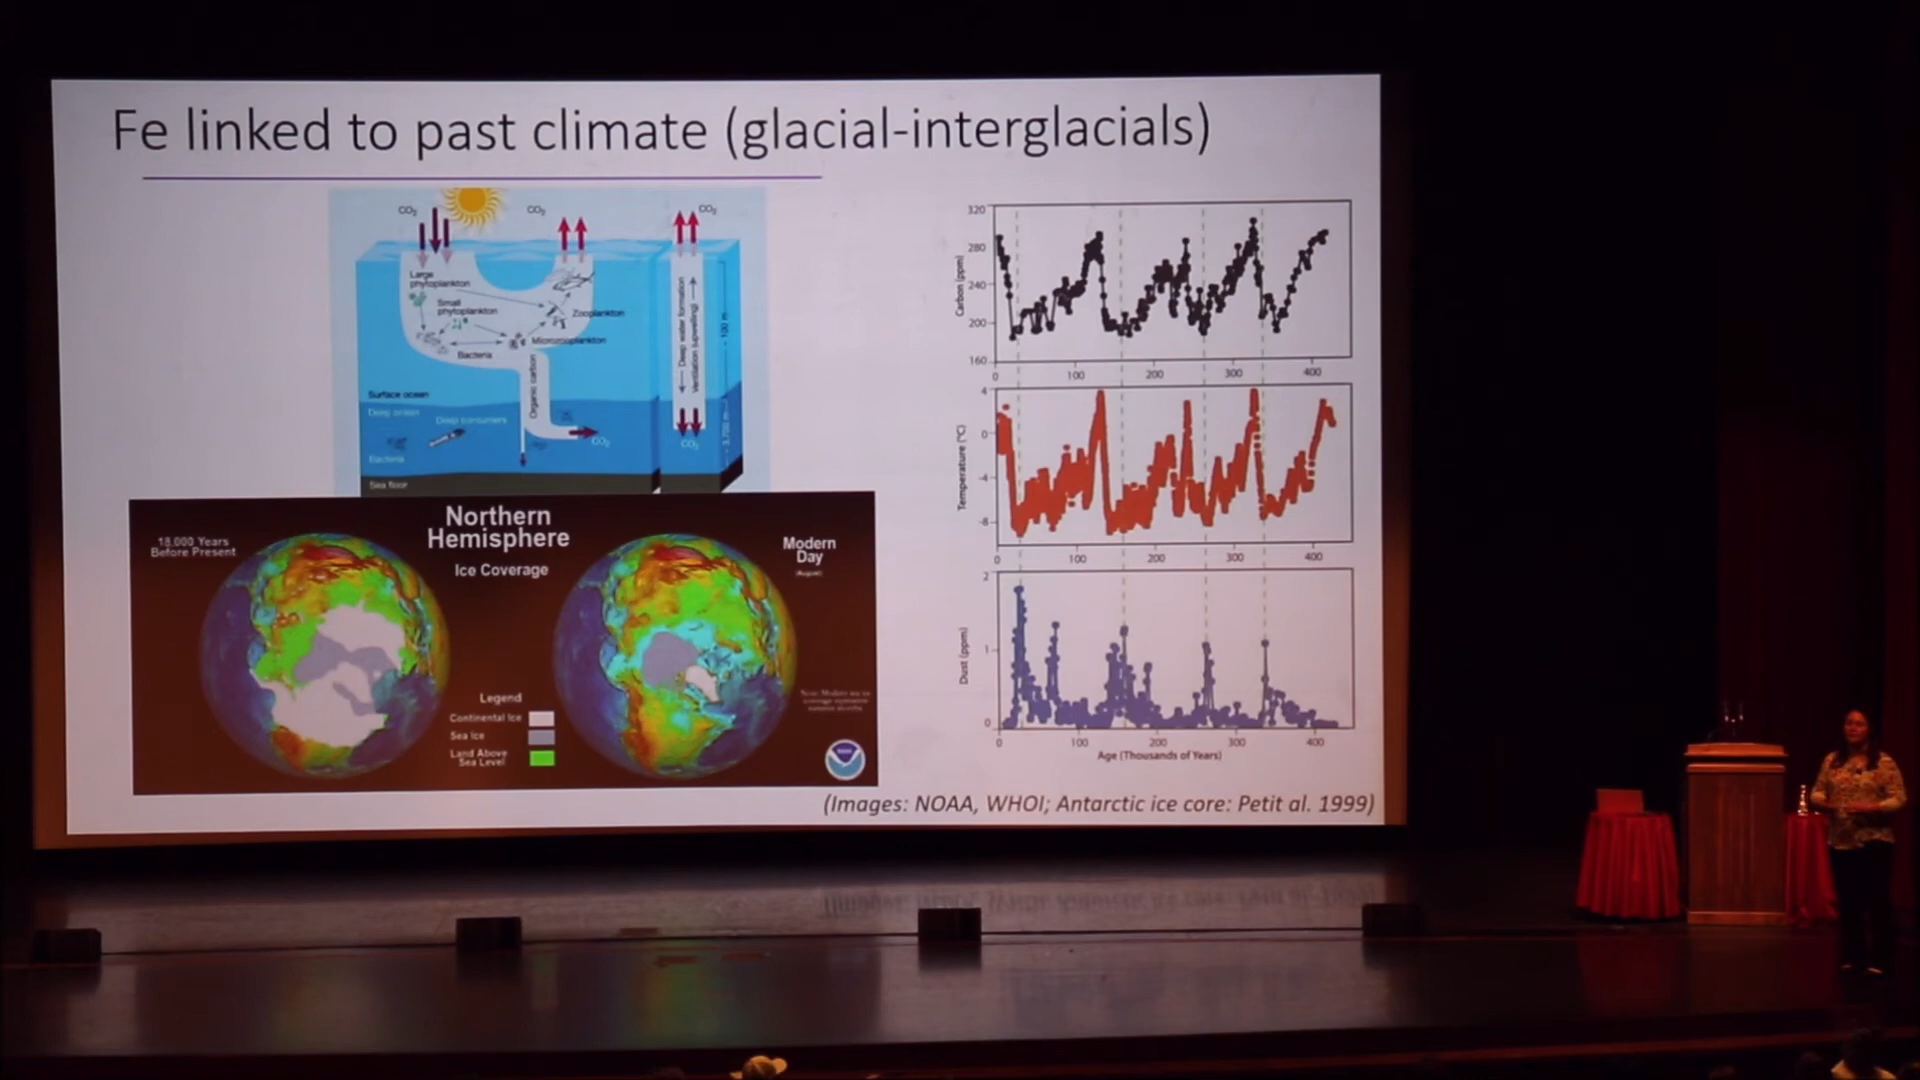 Fe linked to past climate (glacial-interglacials)
CO2
CO2
CO2
Large
phytoplankton
Small
phytoplankton
Zooplankton
Microzooplankton
Bacteria
Organic carbon
Deep water formation
Ventilation (upwelling)
100 m
3,700 m
Surface ocean
Deep ocean
Deep consumers
Bacteria
CO2
CO2
Sea floor
Northern
Hemisphere
Ice Coverage
18,000 Years
Before Present
Modern
Day
(August)
Legend
Continental Ice
Sea Ice
Land Above
Sea Level
Carbon (ppm)
320
280
240
200
160
0 100 200 300 400
Temperature (°C)
4
0
-4
-8
0 100 200 300 400
Dust (ppm)
2
1
0
0 100 200 300 400
Age (Thousands of Years)
(Images: NOAA, WHOI; Antarctic ice core: Petit al. 1999)